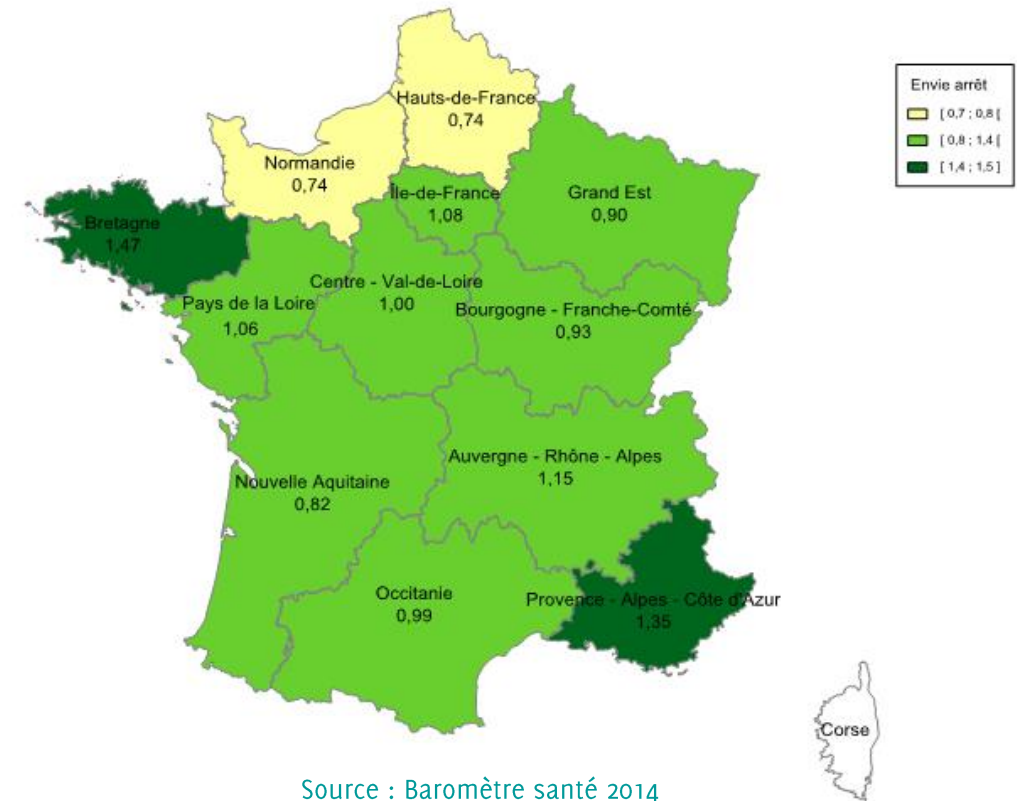 Envie arrêt
[ 0,7 ; 0,8 [
[ 0,8 ; 1,4 [
[ 1,4 ; 1,5 ]
Hauts-de-France
0,74
Normandie
0,74
Île-de-France
1,08
Grand Est
0,90
Bretagne
1,47
Centre - Val-de-Loire
1,00
Pays de la Loire
1,06
Bourgogne - Franche-Comté
0,93
Auvergne - Rhône - Alpes
1,15
Nouvelle Aquitaine
0,82
Occitanie
0,99
Provence - Alpes - Côte d'Azur
1,35
Corse
Source : Baromètre santé 2014